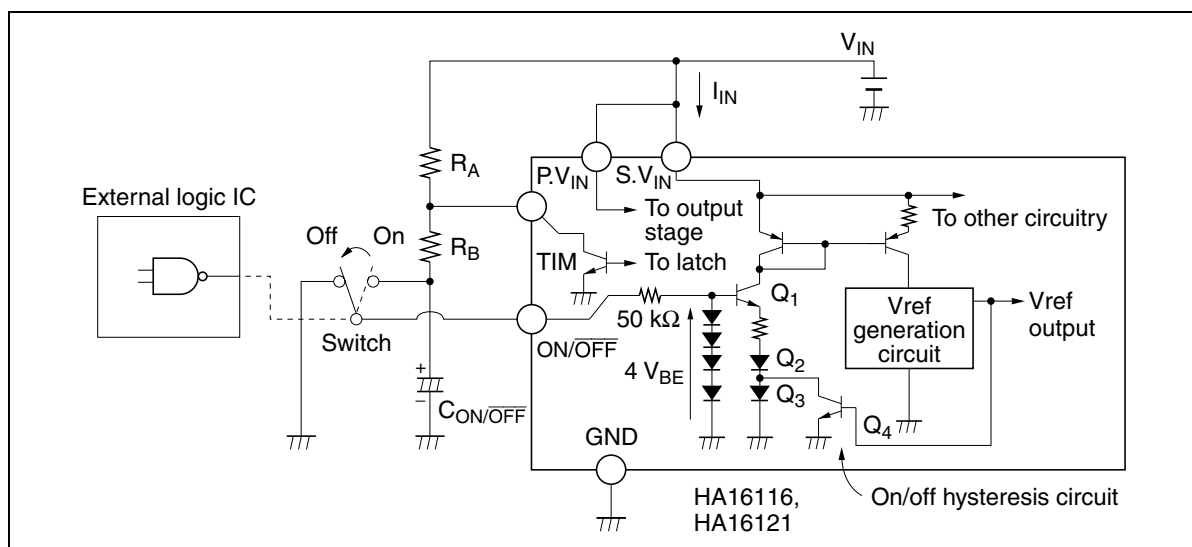 V_IN
I_IN
R_A
P.V_IN
S.V_IN
External logic IC
To output
stage
To other circuitry
Off
On
R_B
TIM
To latch
Q_1
50 kΩ
Vref
generation
circuit
Vref
output
Switch
ON/O̅F̅F̅
4 V_BE
Q_2
+
−
C_ON/O̅F̅F̅
Q_3
Q_4
GND
HA16116,
HA16121
On/off hysteresis circuit